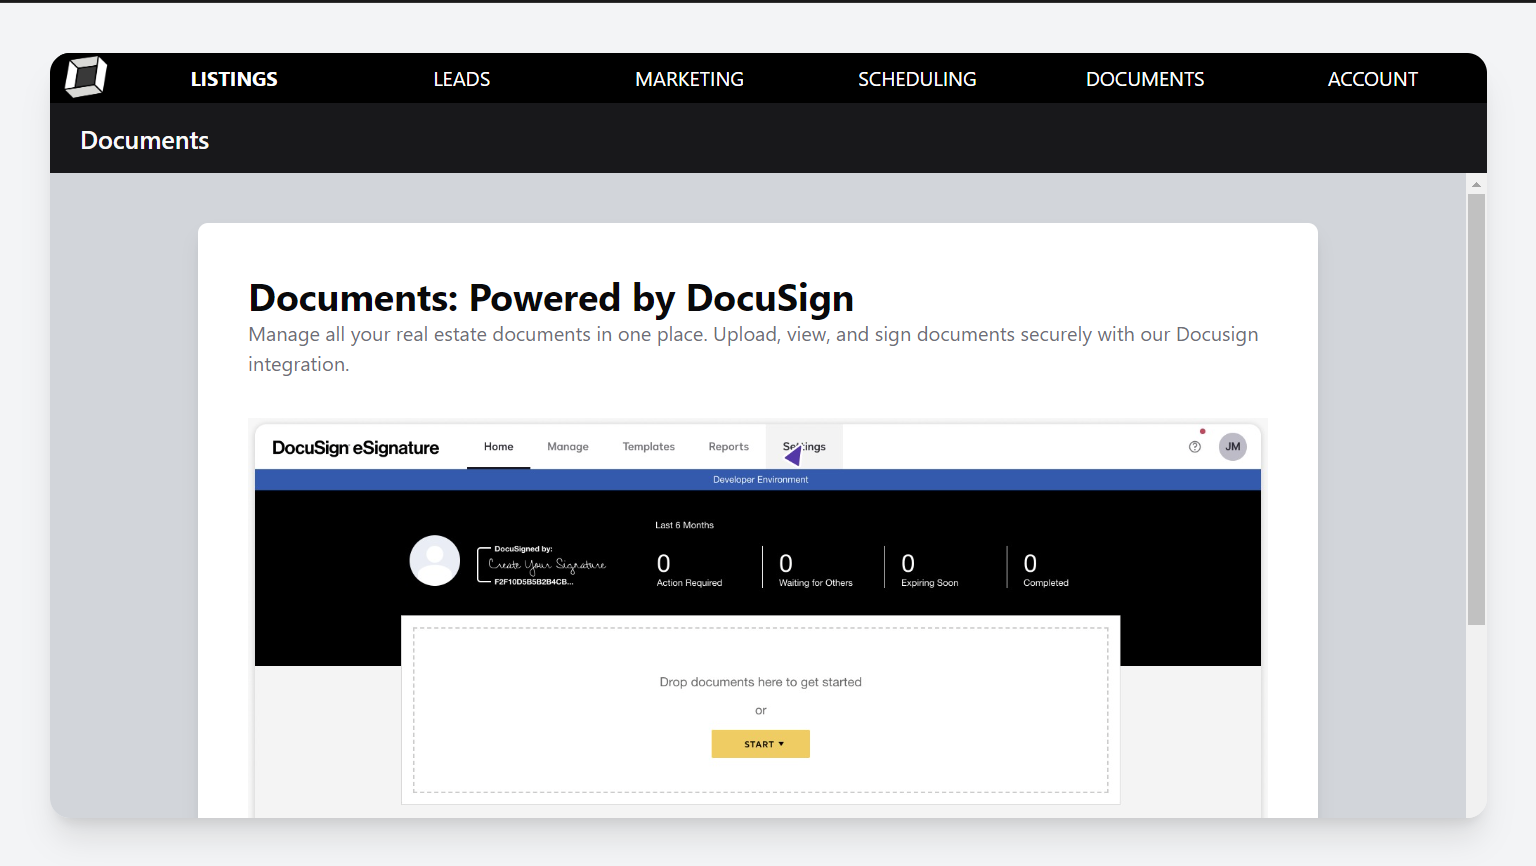 LISTINGS LEADS MARKETING SCHEDULING DOCUMENTS ACCOUNT
Documents
Documents: Powered by DocuSign
Manage all your real estate documents in one place. Upload, view, and sign documents securely with our Docusign
integration.
DocuSign eSignature Home Manage Templates Reports Settings JM
Developer Environment
Last 6 Months
DocuSigned by:
Create Your Signature
F2F10D5B5B2B4CB...
0 0 0 0
Action Required Waiting for Others Expiring Soon Completed
Drop documents here to get started
or
START